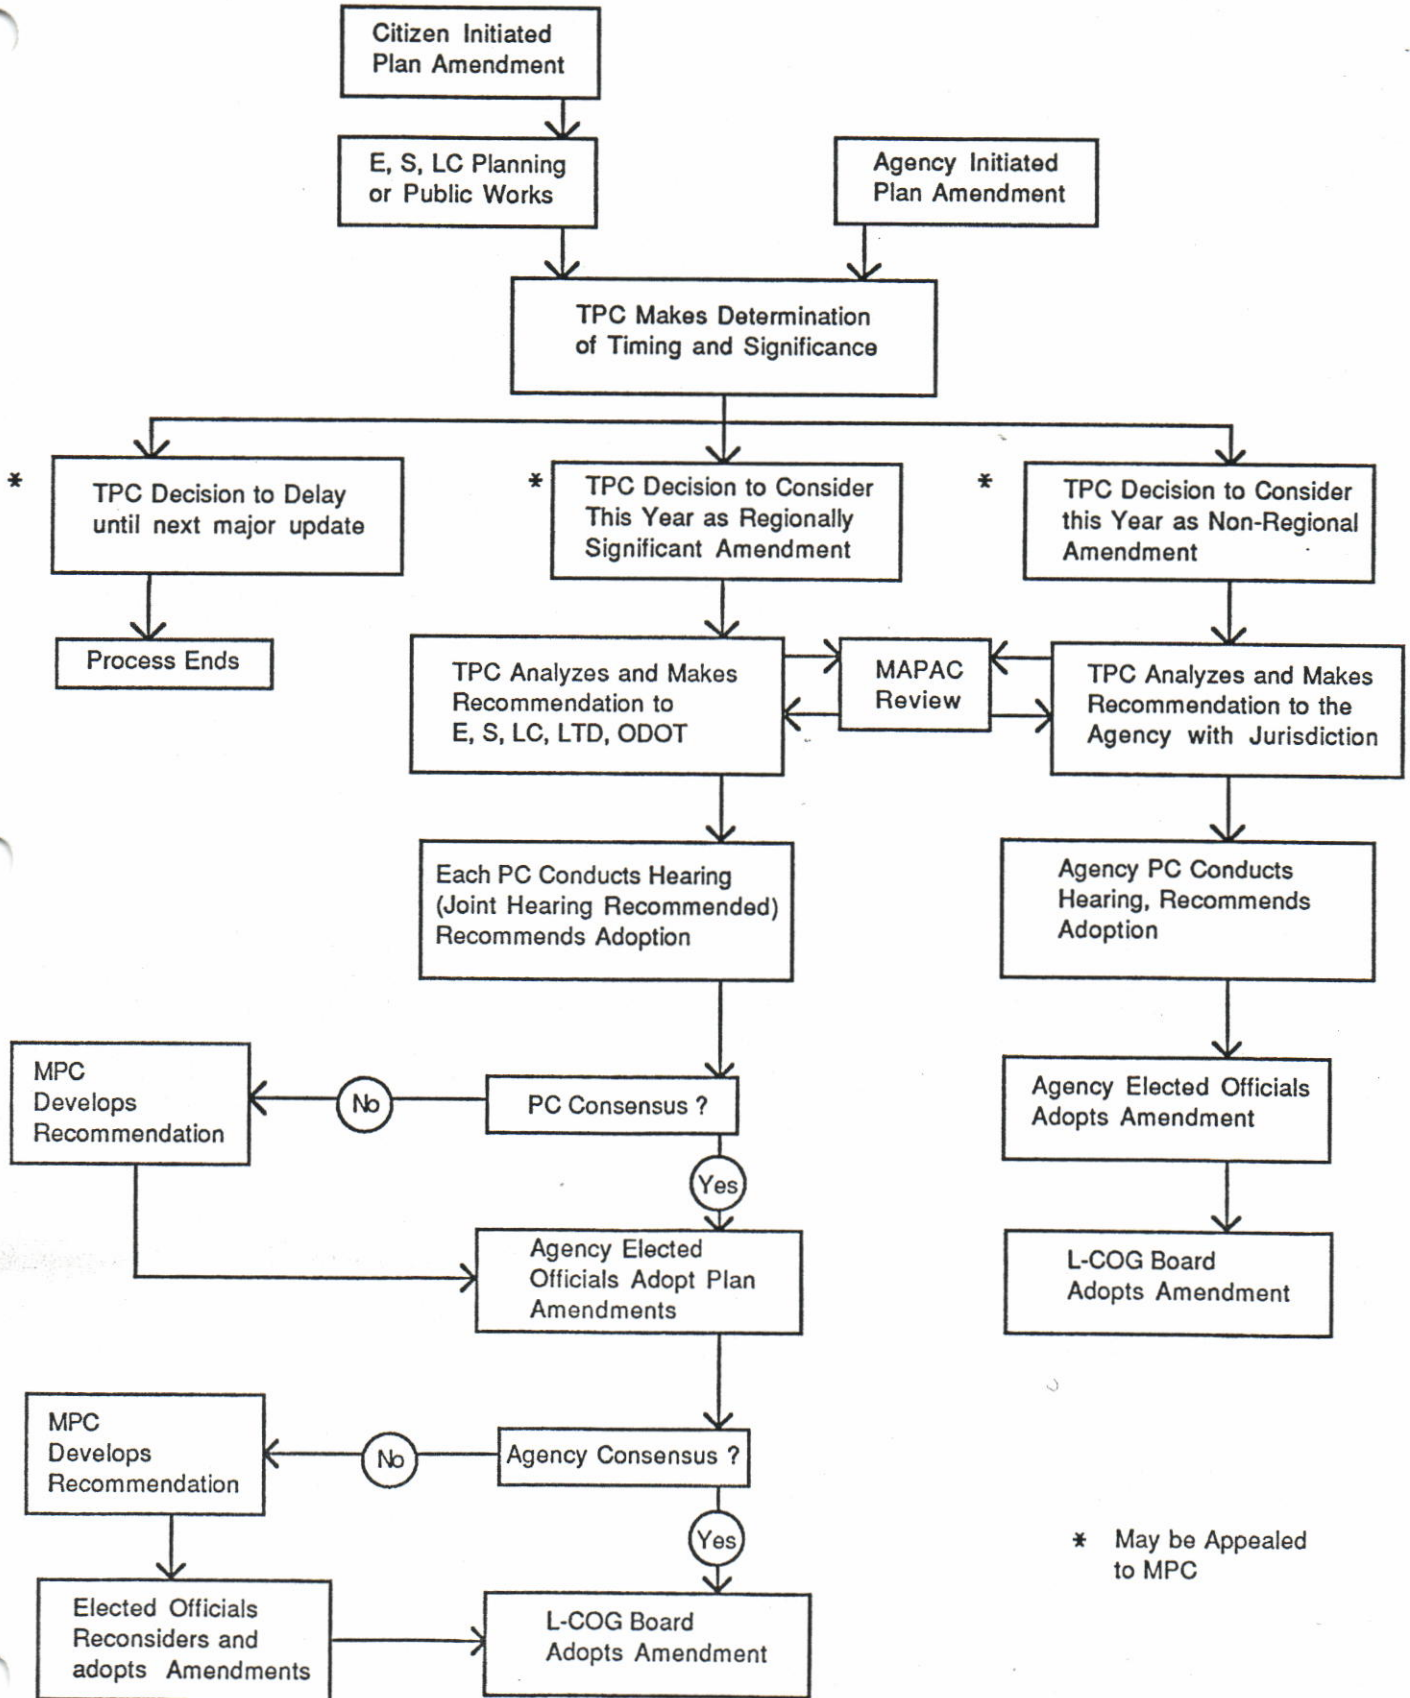 Citizen Initiated
Plan Amendment
E, S, LC Planning
or Public Works
Agency Initiated
Plan Amendment
TPC Makes Determination
of Timing and Significance
*
TPC Decision to Delay
until next major update
*
TPC Decision to Consider
This Year as Regionally
Significant Amendment
*
TPC Decision to Consider
this Year as Non-Regional
Amendment
Process Ends
TPC Analyzes and Makes
Recommendation to
E, S, LC, LTD, ODOT
MAPAC
Review
TPC Analyzes and Makes
Recommendation to the
Agency with Jurisdiction
Each PC Conducts Hearing
(Joint Hearing Recommended)
Recommends Adoption
Agency PC Conducts
Hearing, Recommends
Adoption
MPC
Develops
Recommendation
No
PC Consensus ?
Yes
Agency Elected Officials
Adopts Amendment
Agency Elected
Officials Adopt Plan
Amendments
L-COG Board
Adopts Amendment
MPC
Develops
Recommendation
No
Agency Consensus ?
Yes
* May be Appealed
to MPC
Elected Officials
Reconsiders and
adopts Amendments
L-COG Board
Adopts Amendment